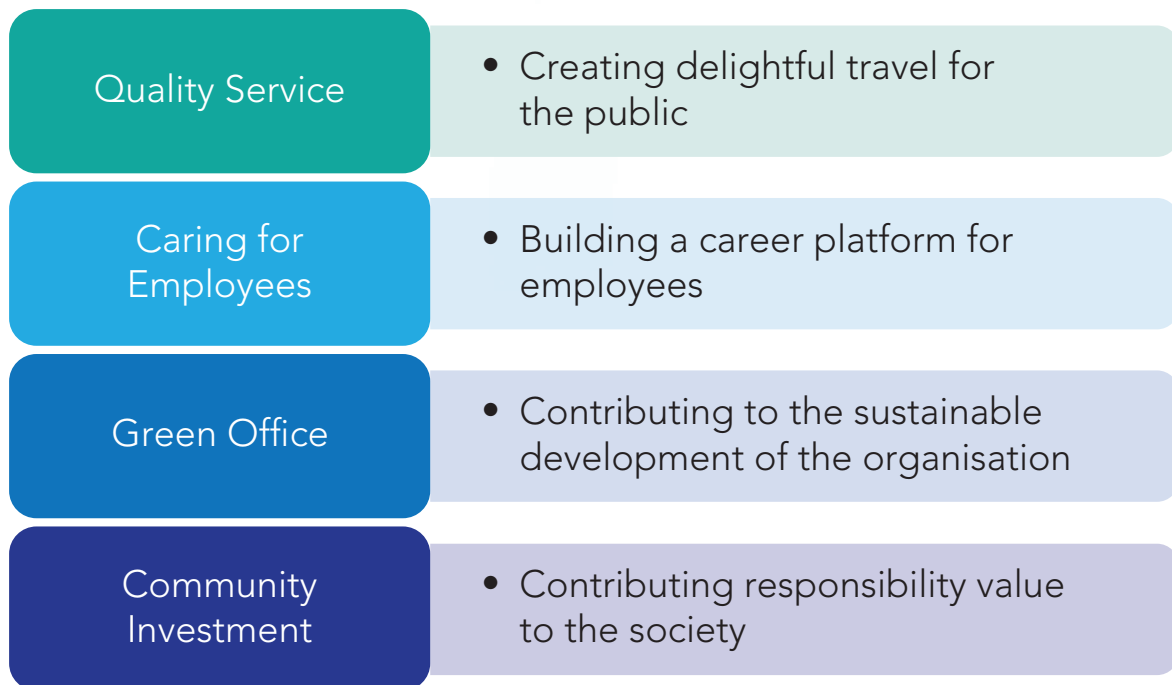 Quality Service
• Creating delightful travel for
the public
Caring for
Employees
• Building a career platform for
employees
Green Office
• Contributing to the sustainable
development of the organisation
Community
Investment
• Contributing responsibility value
to the society